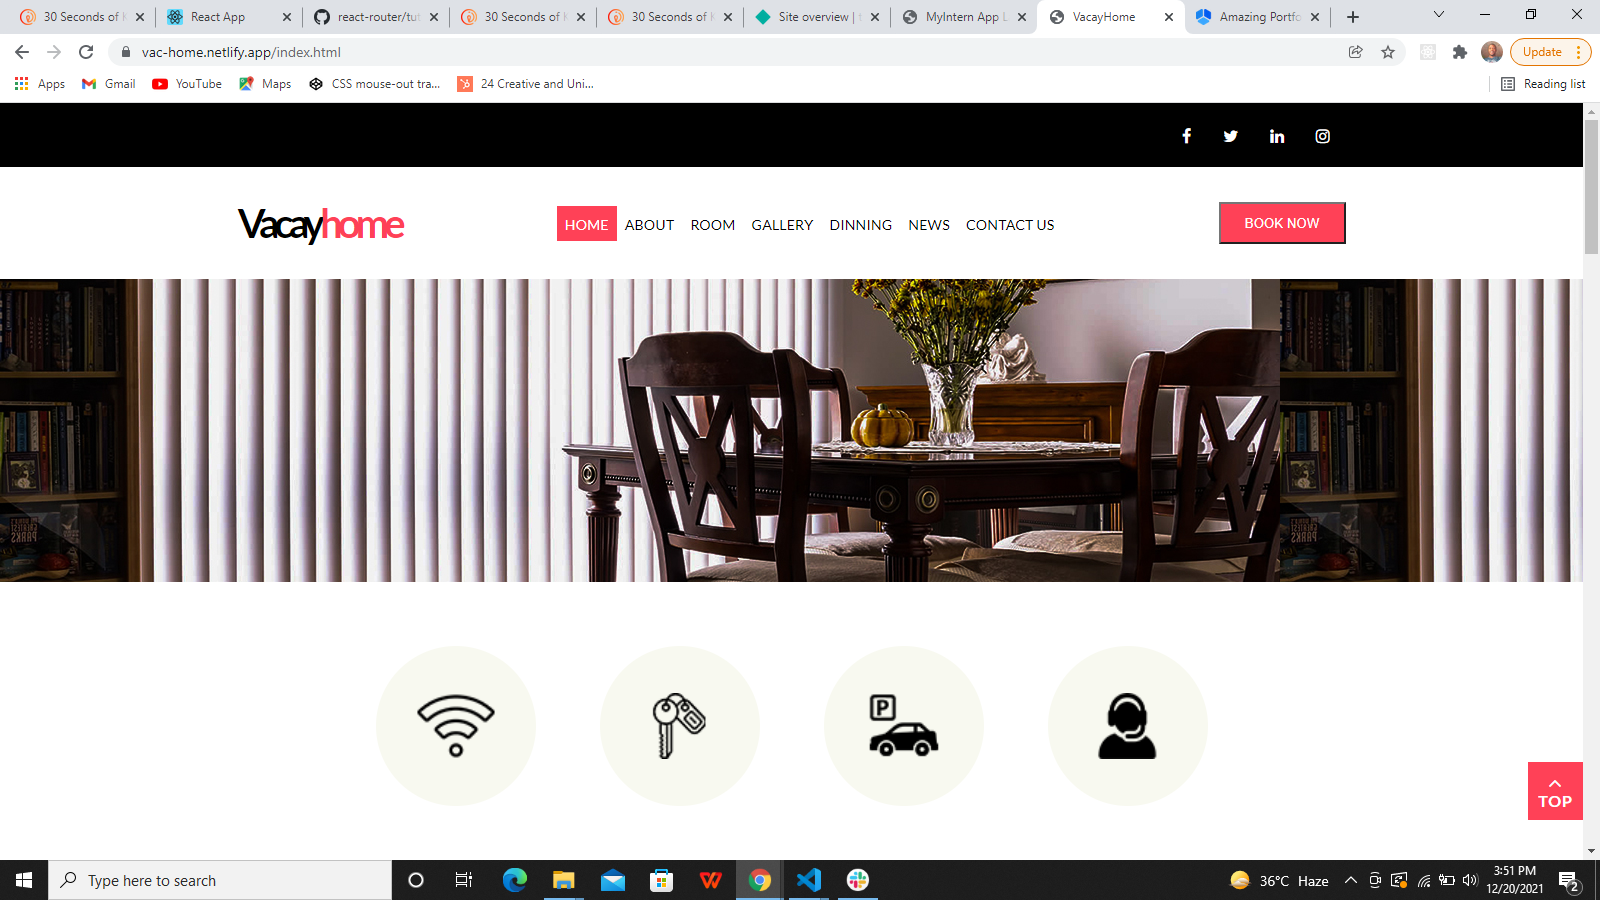 30 Seconds of
React App
react-router/tut
30 Seconds of
30 Seconds of
Site overview |
MyIntern App L
VacayHome
Amazing Portfo
vac-home.netlify.app/index.html
Update
Apps
Gmail
YouTube
Maps
CSS mouse-out tra...
24 Creative and Uni...
Reading list
Vacayhome
HOME
ABOUT
ROOM
GALLERY
DINNING
NEWS
CONTACT US
BOOK NOW
P
TOP
Type here to search
36°C Haze
3:51 PM
12/20/2021
2